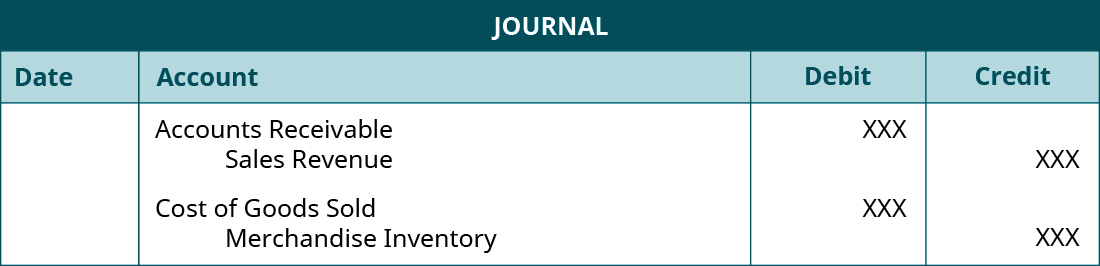 JOURNAL
Date Account Debit Credit
Accounts Receivable XXX
Sales Revenue XXX
Cost of Goods Sold XXX
Merchandise Inventory XXX